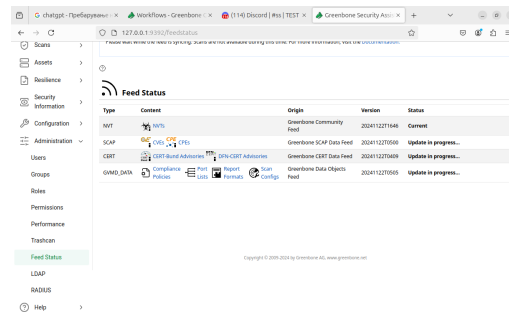 chatgpt - Пребарување
Workflows - Greenbone
(114) Discord | #ss | TEST
Greenbone Security Assis
127.0.0.1:9392/feedstatus
Please wait while the feed is syncing. Scans are not available during this time. For more information, visit the Documentation.
Scans
Assets
Resilience
Security
Information
Configuration
Administration
Users
Groups
Roles
Permissions
Performance
Trashcan
Feed Status
LDAP
RADIUS
Help
Feed Status
Type Content Origin Version Status
NVT NVTs Greenbone Community Feed 20241122T1646 Current
SCAP CVEs CPEs Greenbone SCAP Data Feed 20241122T0500 Update in progress...
CERT CERT-Bund Advisories DFN-CERT Advisories Greenbone CERT Data Feed 20241122T0409 Update in progress...
GVMD_DATA Compliance Policies Port Lists Report Formats Scan Configs Greenbone Data Objects Feed 20241122T0505 Update in progress...
Copyright © 2009-2024 by Greenbone AG, www.greenbone.net